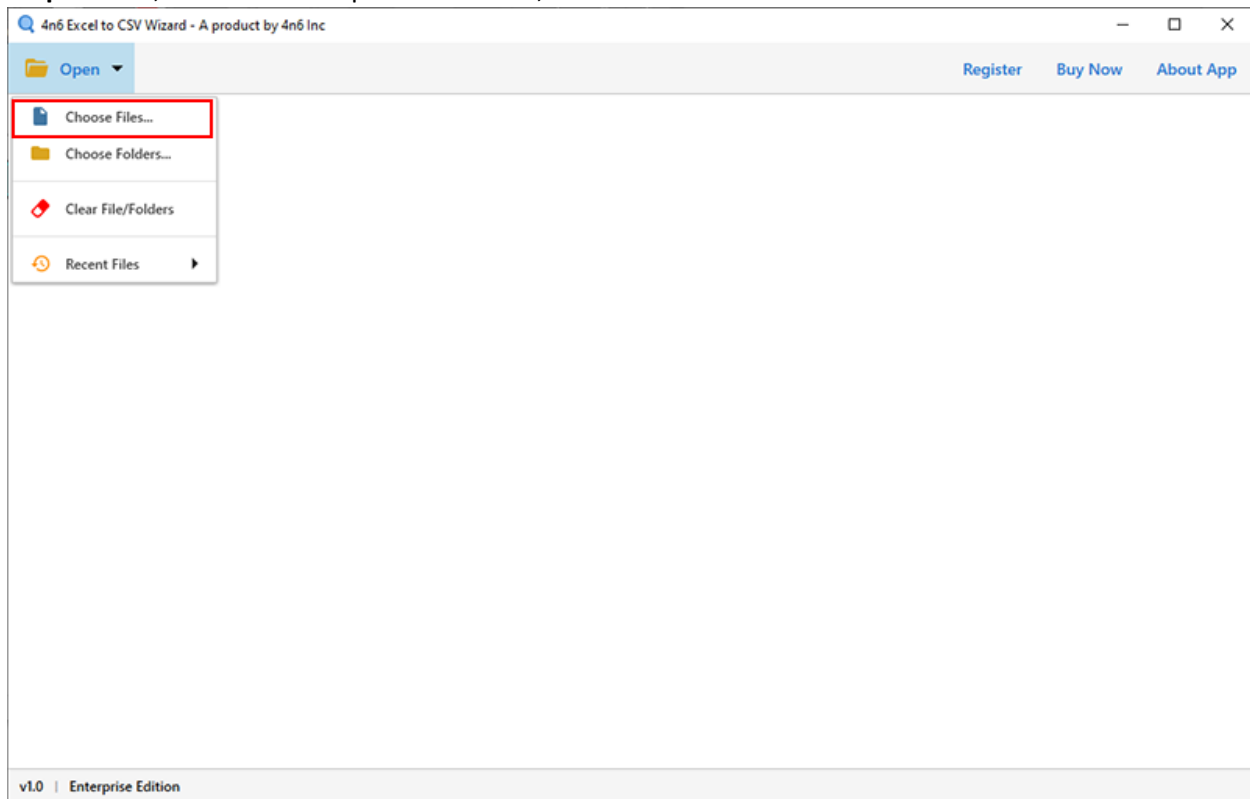 4n6 Excel to CSV Wizard - A product by 4n6 Inc
Open Register Buy Now About App
Choose Files...
Choose Folders...
Clear File/Folders
Recent Files
v1.0 | Enterprise Edition